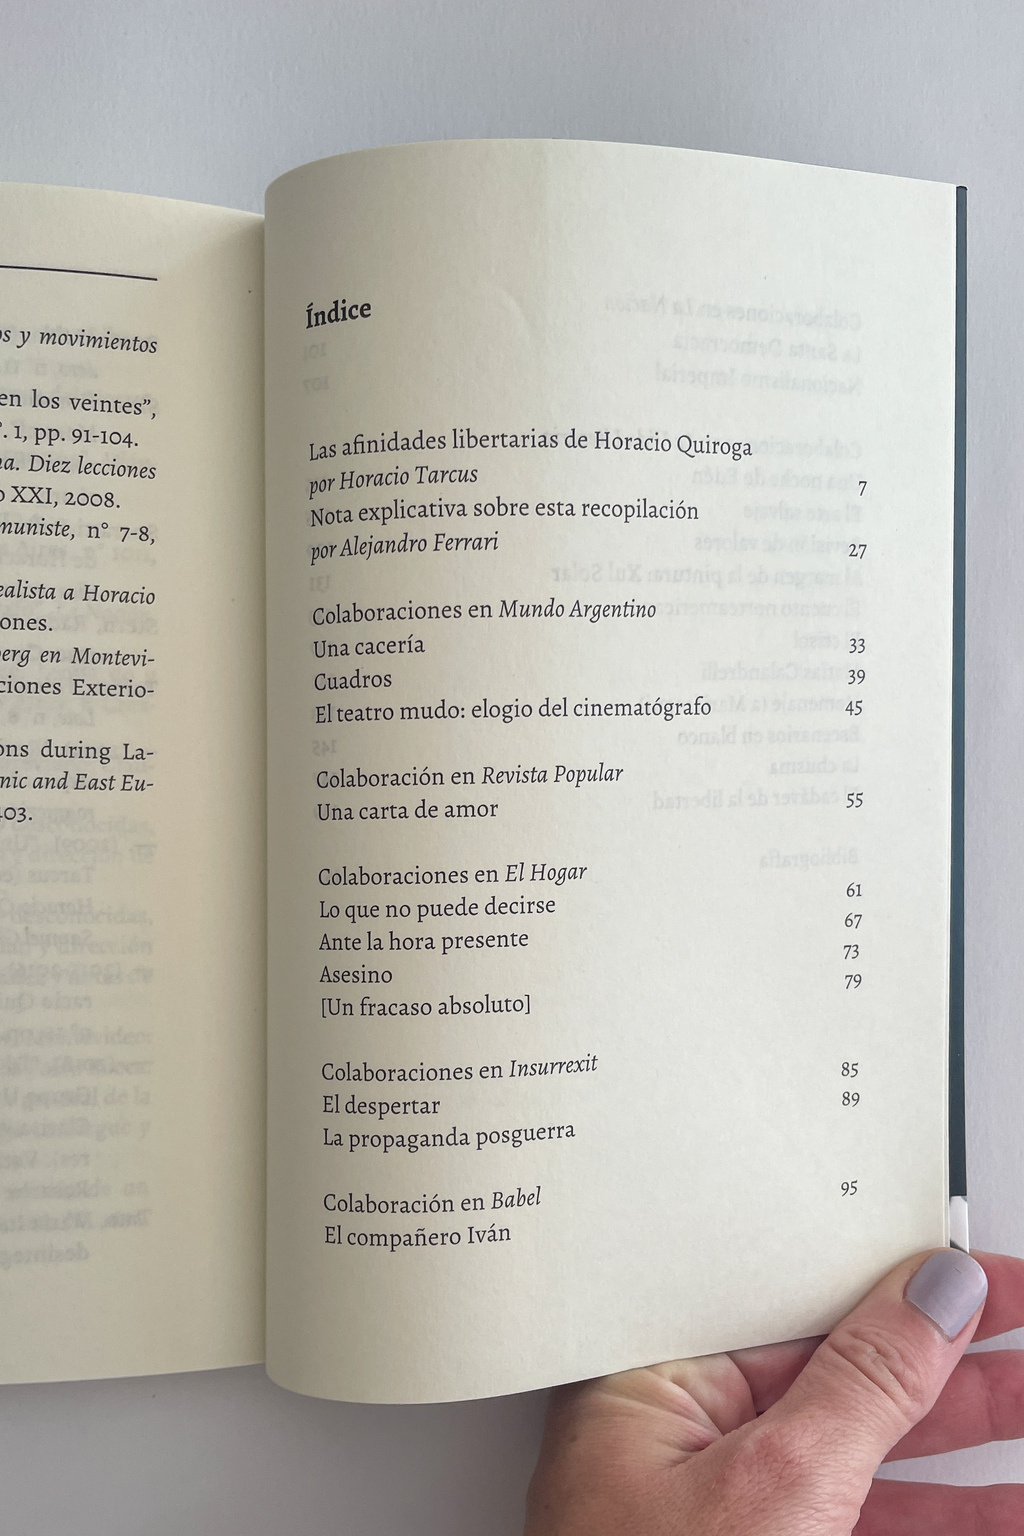 os y movimientos
en los veintes”,
. 1, pp. 91-104.
a. Diez lecciones
o XXI, 2008.
muniste, n° 7-8,
ealista a Horacio
ones.
berg en Montevi-
ciones Exterio-
ons during La-
nic and East Eu-
403.
Índice
Las afinidades libertarias de Horacio Quiroga
por Horacio Tarcus 7
Nota explicativa sobre esta recopilación
por Alejandro Ferrari 27
Colaboraciones en Mundo Argentino
Una cacería 33
Cuadros 39
El teatro mudo: elogio del cinematógrafo 45
Colaboración en Revista Popular
Una carta de amor 55
Colaboraciones en El Hogar
Lo que no puede decirse 61
Ante la hora presente 67
Asesino 73
[Un fracaso absoluto] 79
Colaboraciones en Insurrexit
El despertar 85
La propaganda posguerra 89
Colaboración en Babel
El compañero Iván 95